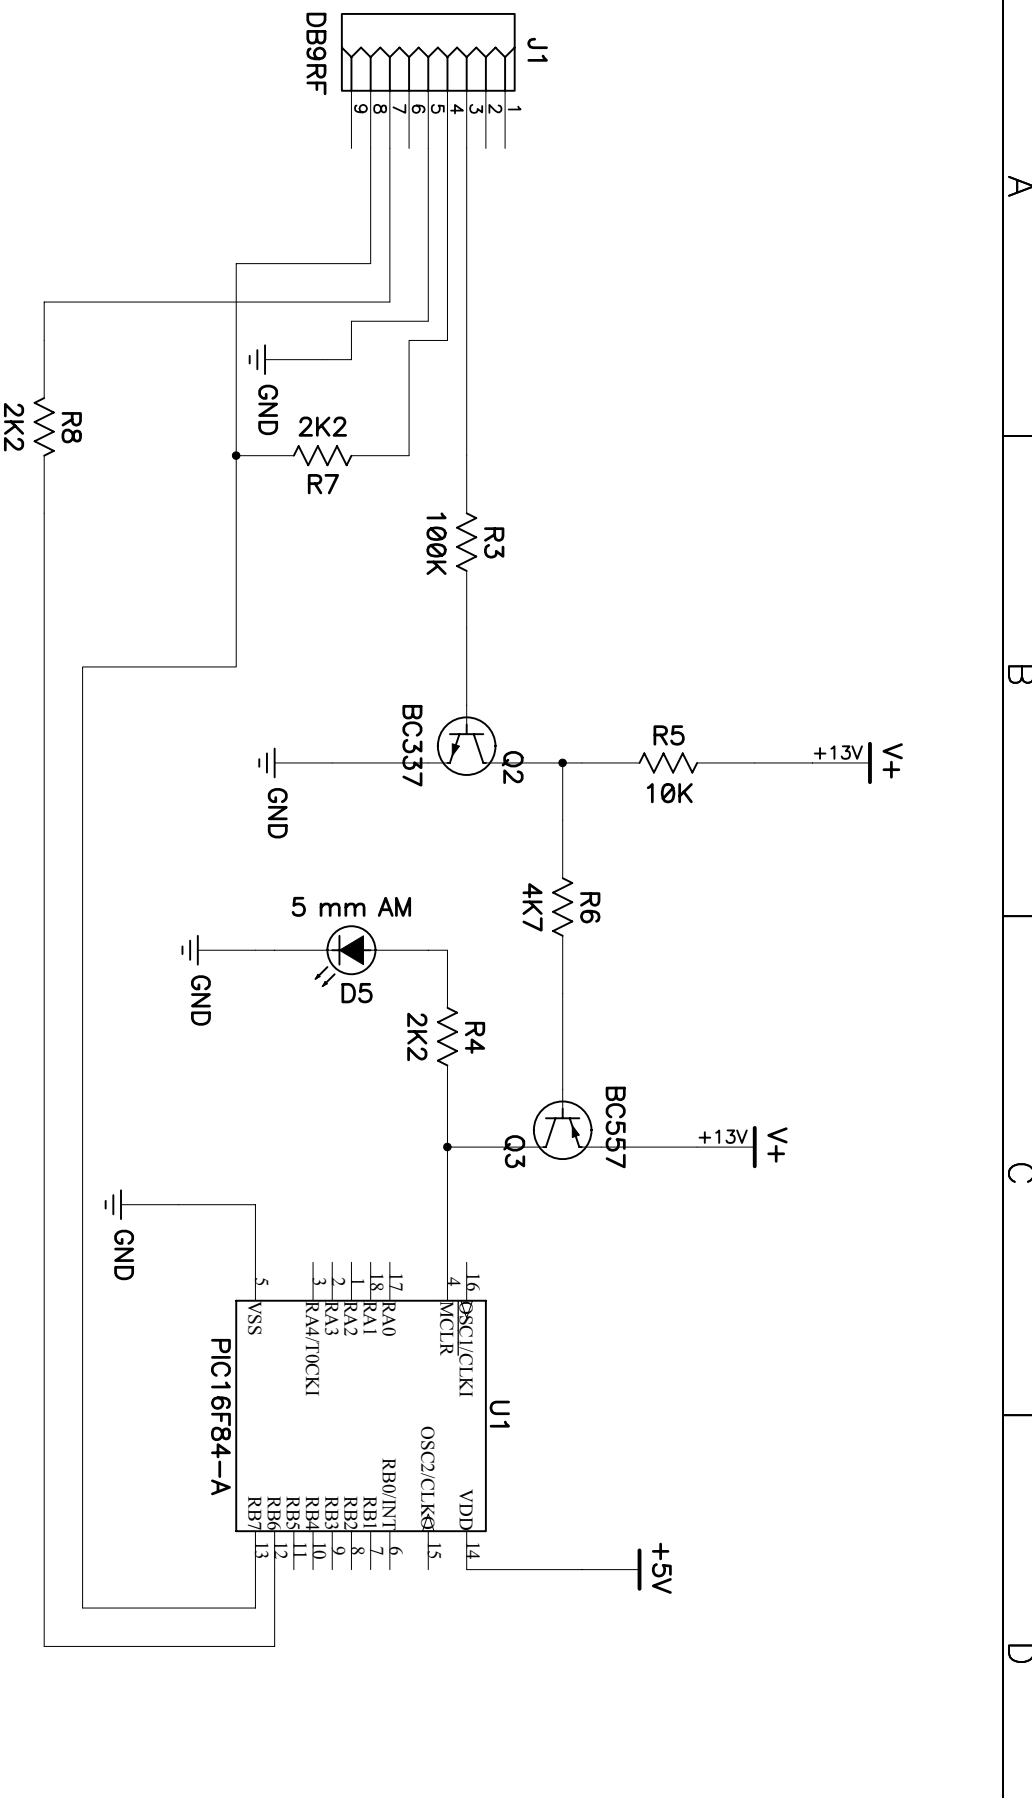 J1
DB9RF
1
2
3
4
5
6
7
8
9
A
B
C
D
GND
2K2
R7
R8
2K2
R3
100K
BC337
Q2
GND
R5
10K
+13V
V+
R6
4K7
5 mm AM
D5
GND
R4
2K2
BC557
Q3
+13V
V+
GND
U1
PIC16F84-A
16
OSC1/CLKI
4
MCLR
17
RA0
18
RA1
1
RA2
2
RA3
3
RA4/T0CKI
5
VSS
VDD
14
OSC2/CLKO
15
RB0/INT
6
RB1
7
RB2
8
RB3
9
RB4
10
RB5
11
RB6
12
RB7
13
+5V